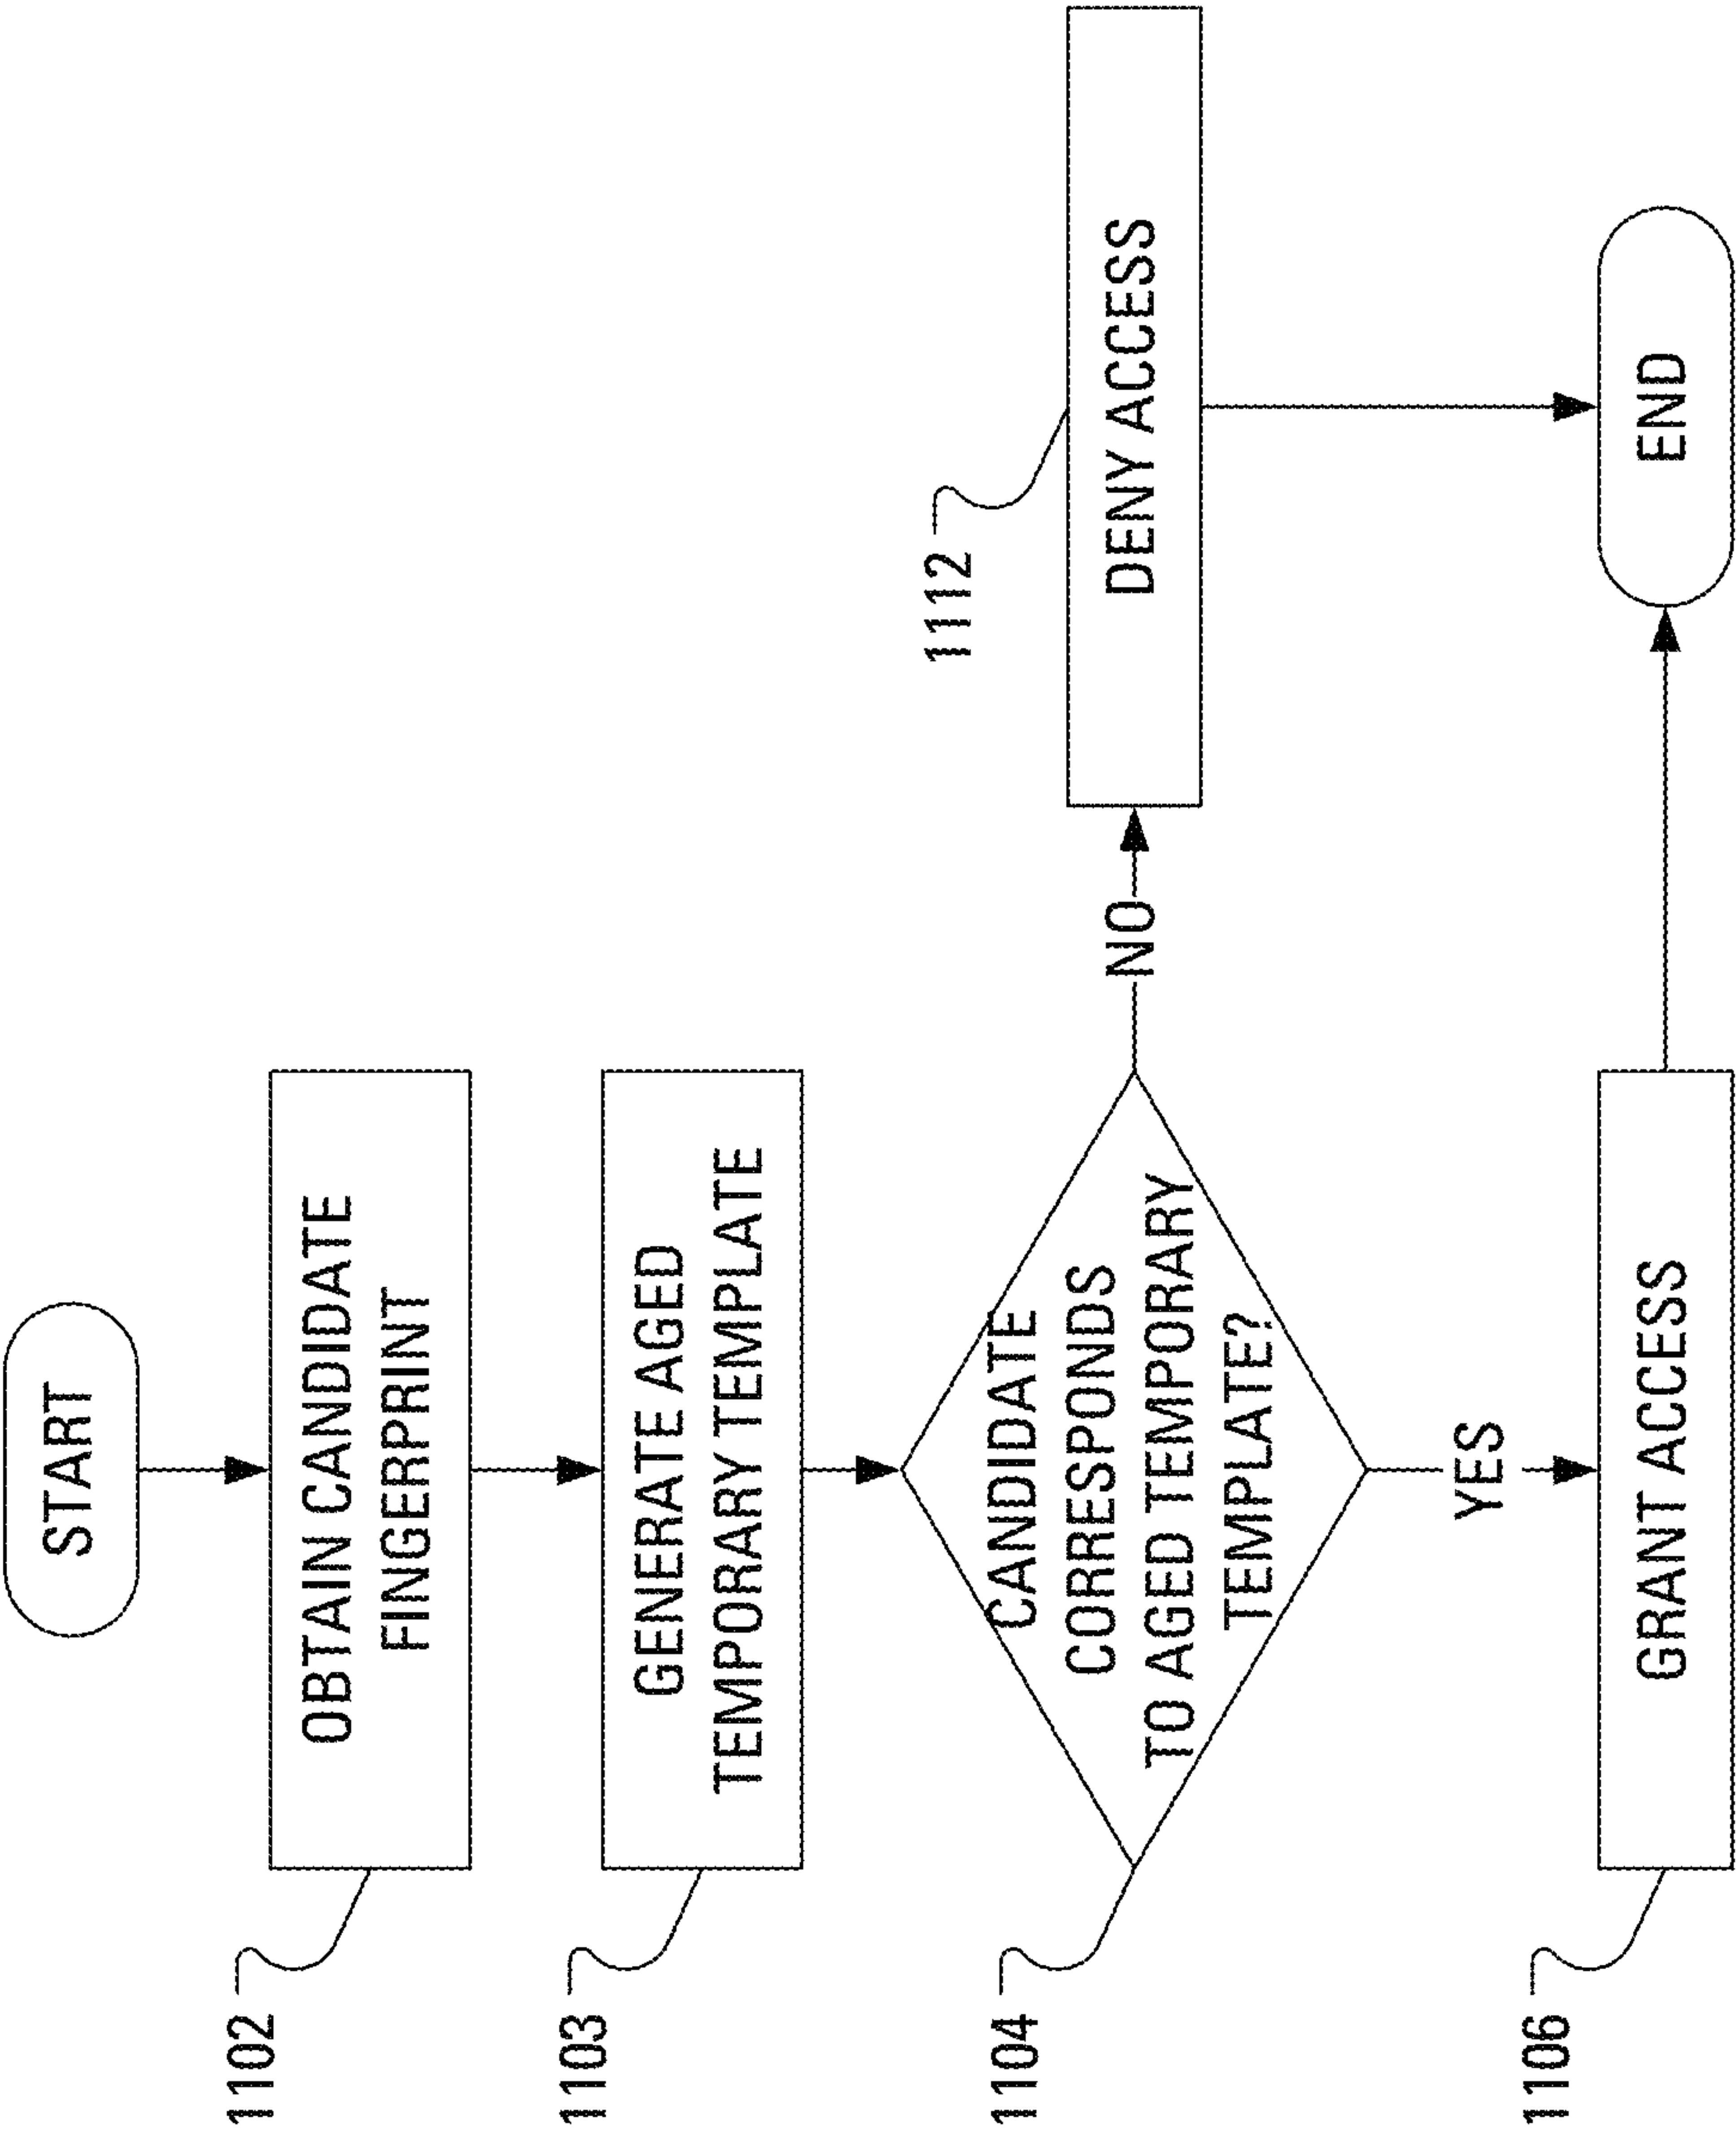 START
1102
OBTAIN CANDIDATE
FINGERPRINT
1103
GENERATE AGED
TEMPORARY TEMPLATE
1104
CANDIDATE
CORRESPONDS
TO AGED TEMPORARY
TEMPLATE?
NO
1112
DENY ACCESS
YES
1106
GRANT ACCESS
END